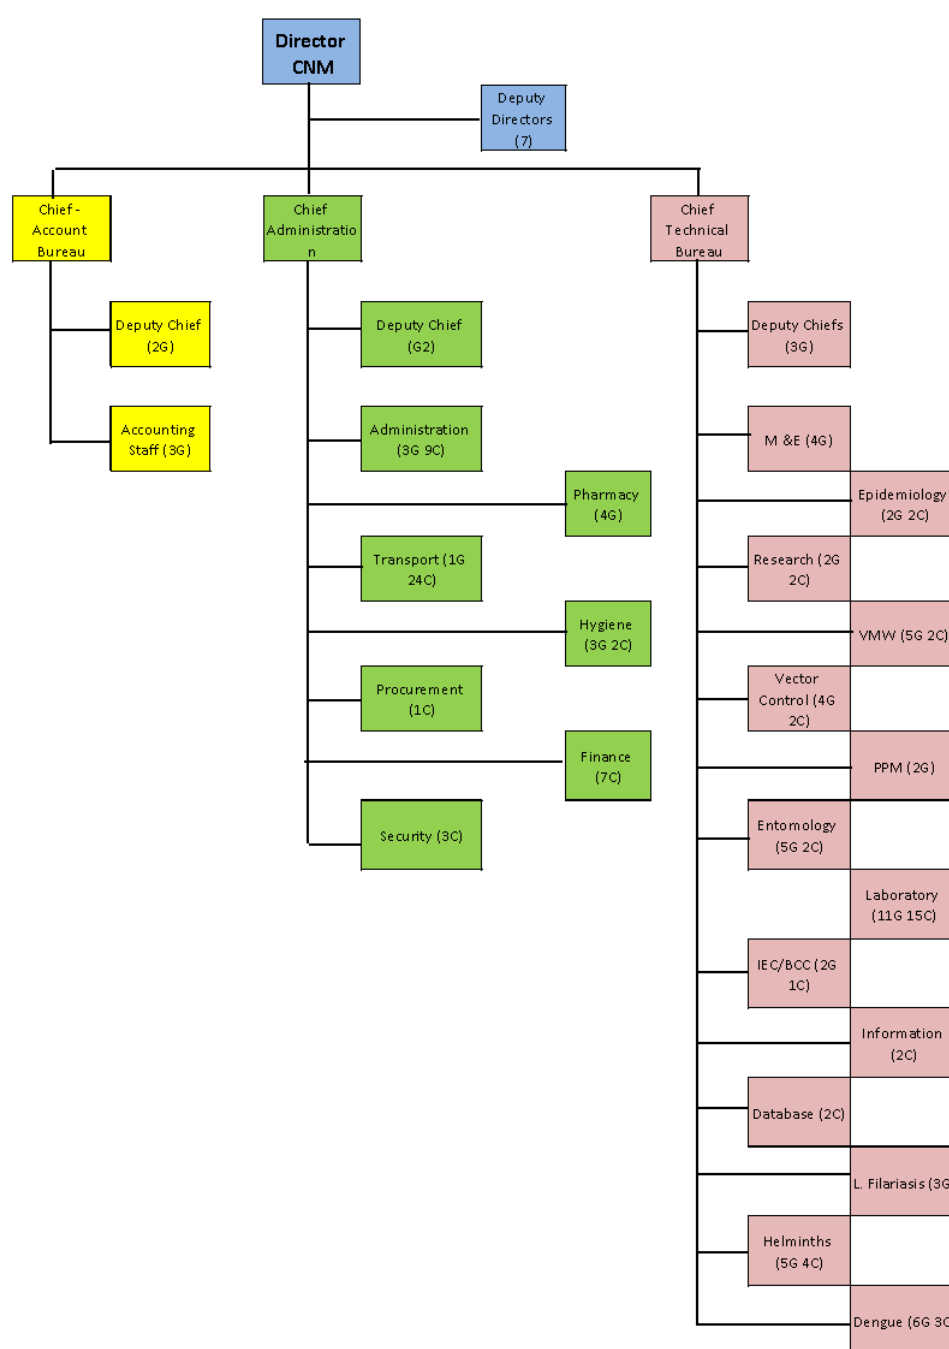 Director
CNM
Deputy
Directors
(7)
Chief -
Account
Bureau
Chief
Administratio
n
Chief
Technical
Bureau
Deputy Chief
(2G)
Deputy Chief
(G2)
Deputy Chiefs
(3G)
Accounting
Staff (3G)
Administration
(3G 9C)
M &E (4G)
Pharmacy
(4G)
Epidemiology
(2G 2C)
Transport (1G
24C)
Research (2G
2C)
Hygiene
(3G 2C)
VMW (5G 2C)
Procurement
(1C)
Vector
Control (4G
2C)
Finance
(7C)
PPM (2G)
Security (3C)
Entomology
(5G 2C)
Laboratory
(11G 15C)
IEC/BCC (2G
1C)
Information
(2C)
Database (2C)
L. Filariasis (3G
Helminths
(5G 4C)
Dengue (6G 3C